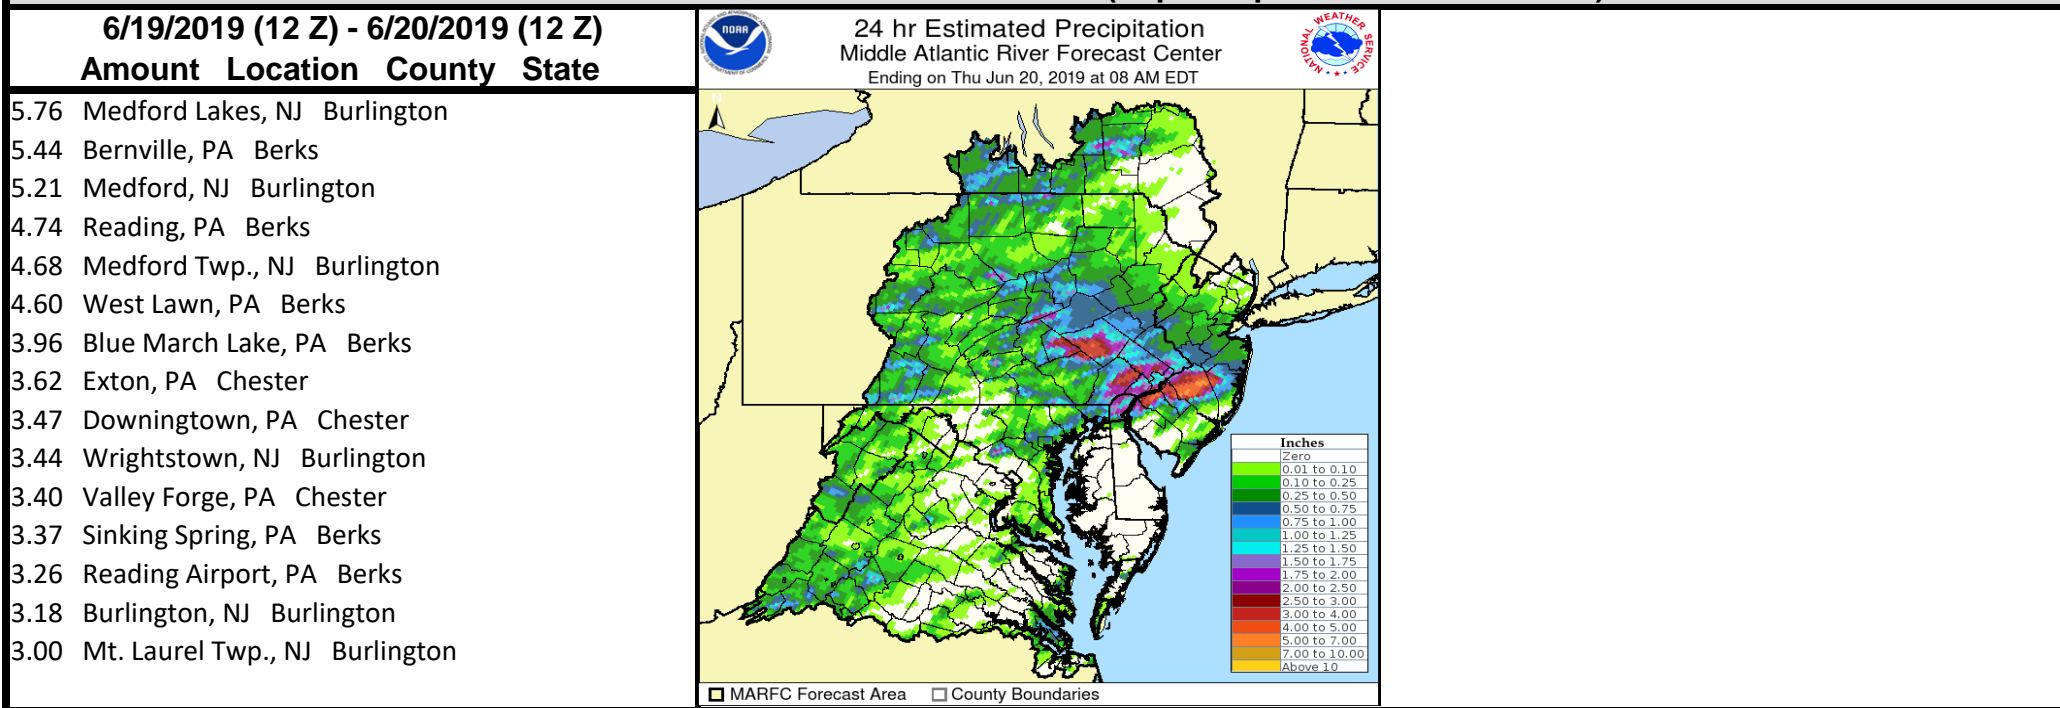 6/19/2019 (12 Z) - 6/20/2019 (12 Z)
Amount Location County State
5.76 Medford Lakes, NJ Burlington
5.44 Bernville, PA Berks
5.21 Medford, NJ Burlington
4.74 Reading, PA Berks
4.68 Medford Twp., NJ Burlington
4.60 West Lawn, PA Berks
3.96 Blue March Lake, PA Berks
3.62 Exton, PA Chester
3.47 Downingtown, PA Chester
3.44 Wrightstown, NJ Burlington
3.40 Valley Forge, PA Chester
3.37 Sinking Spring, PA Berks
3.26 Reading Airport, PA Berks
3.18 Burlington, NJ Burlington
3.00 Mt. Laurel Twp., NJ Burlington
NOAA
24 hr Estimated Precipitation
Middle Atlantic River Forecast Center
Ending on Thu Jun 20, 2019 at 08 AM EDT
NATIONAL WEATHER SERVICE
N
Inches
Zero
0.01 to 0.10
0.10 to 0.25
0.25 to 0.50
0.50 to 0.75
0.75 to 1.00
1.00 to 1.25
1.25 to 1.50
1.50 to 1.75
1.75 to 2.00
2.00 to 2.50
2.50 to 3.00
3.00 to 4.00
4.00 to 5.00
5.00 to 7.00
7.00 to 10.00
Above 10
MARFC Forecast Area County Boundaries